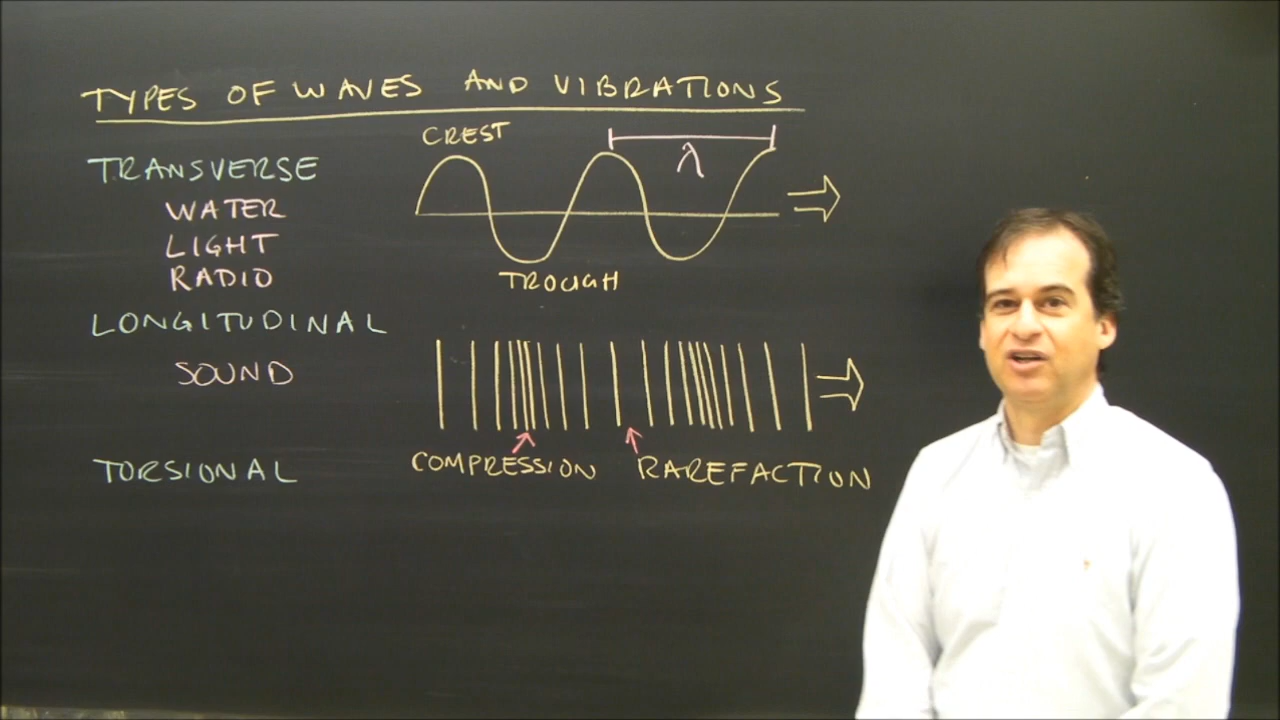 TYPES OF WAVES AND VIBRATIONS
CREST
λ
TRANSVERSE
WATER
LIGHT
RADIO
TROUGH
LONGITUDINAL
SOUND
COMPRESSION
RAREFACTION
TORSIONAL